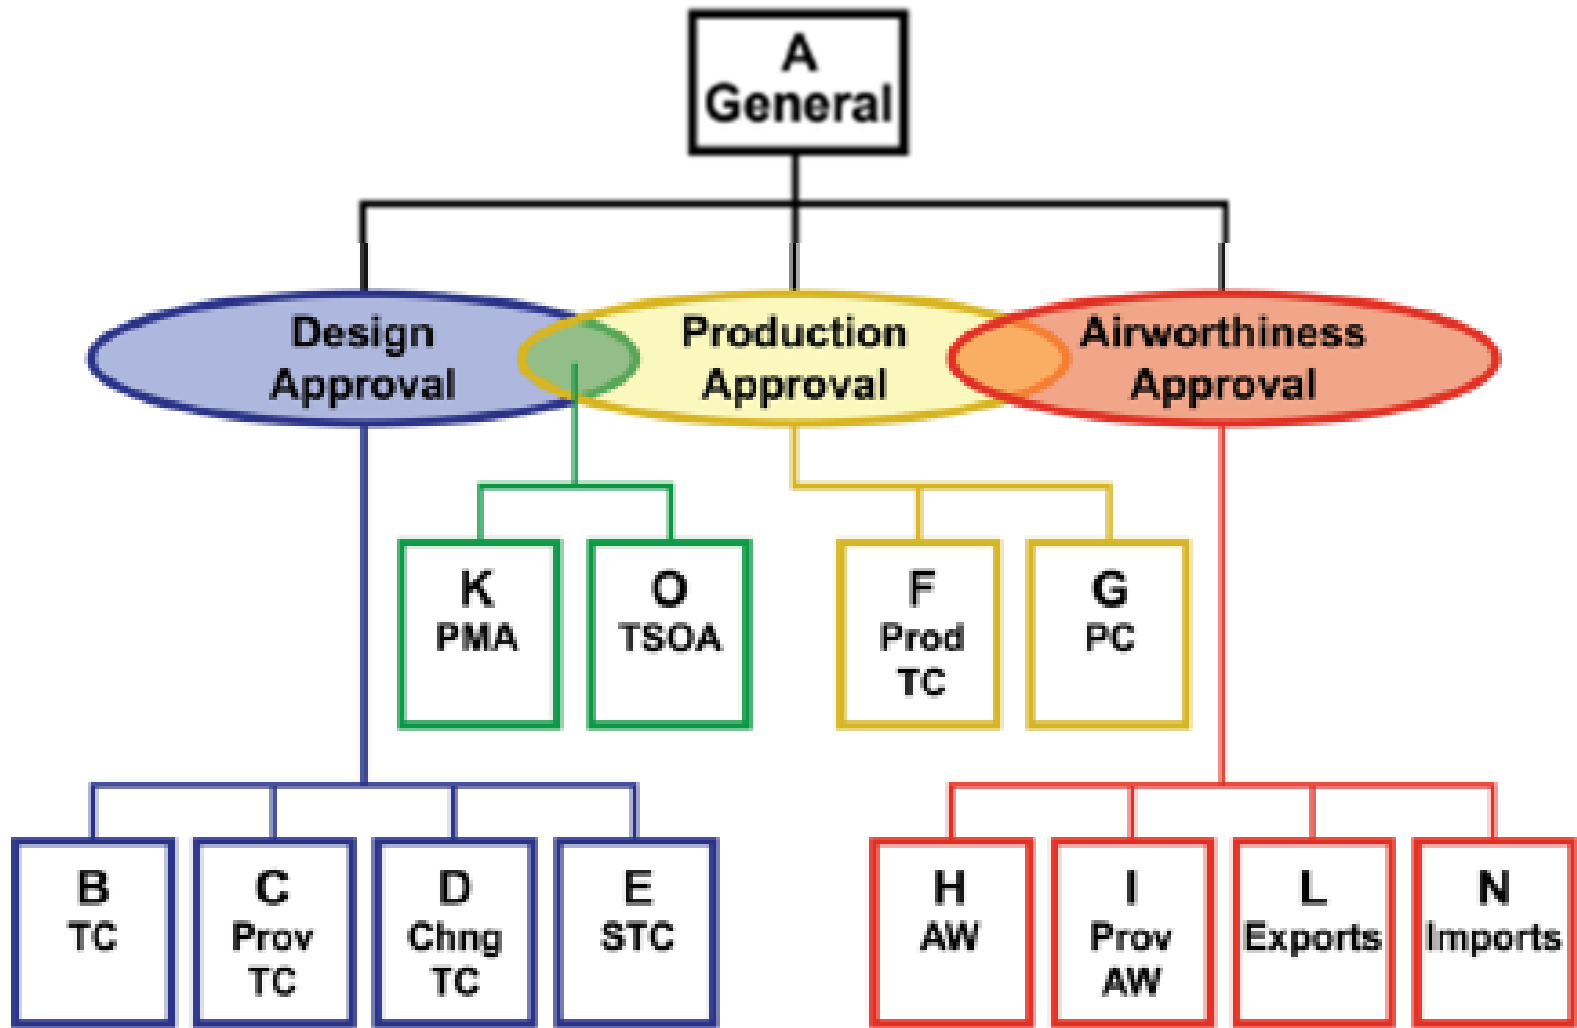 A
General
Design
Approval
Production
Approval
Airworthiness
Approval
K
PMA
O
TSOA
F
Prod
TC
G
PC
B
TC
C
Prov
TC
D
Chng
TC
E
STC
H
AW
I
Prov
AW
L
Exports
N
Imports